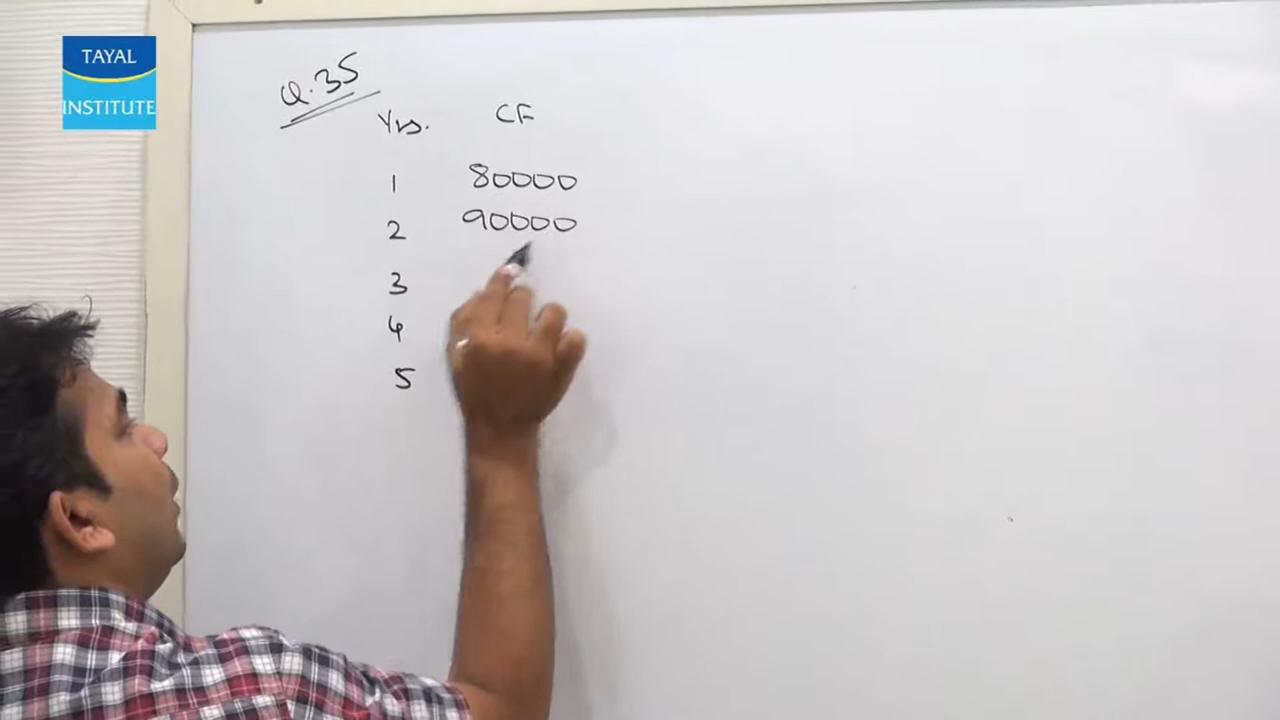 TAYAL
INSTITUTE
Q.35
Yrs. CF
1 80000
2 90000
3
4
5